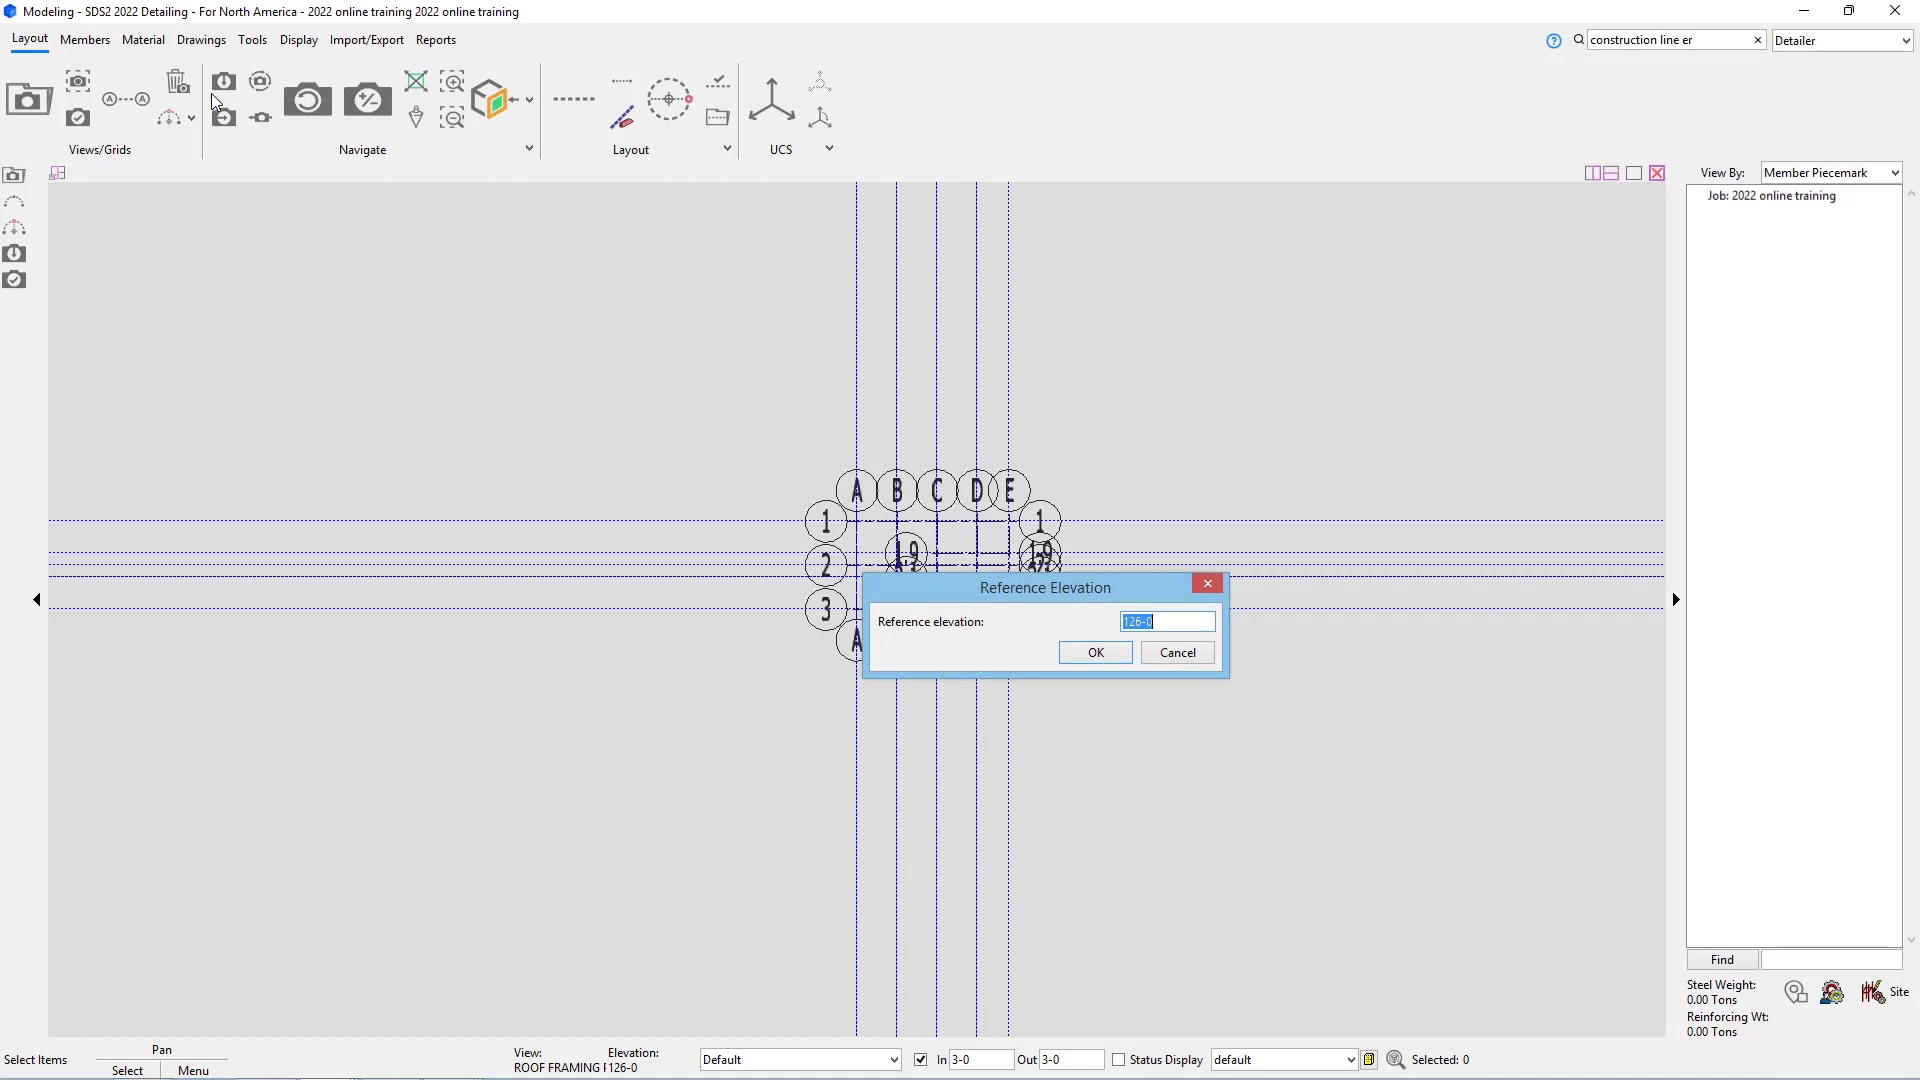 Modeling - SDS2 2022 Detailing - For North America - 2022 online training 2022 online training
Layout Members Material Drawings Tools Display Import/Export Reports
construction line er
Detailer
A A
Views/Grids Navigate Layout UCS
View By: Member Piecemark
Job: 2022 online training
A B C D E
1 1
1.9 1.9
2
3
A
Reference Elevation
Reference elevation: 126-0
OK Cancel
Find
Steel Weight:
0.00 Tons
Site
Reinforcing Wt:
0.00 Tons
Select Items
Pan
Select Menu
View: Elevation:
ROOF FRAMING F 126-0
Default
In 3-0 Out 3-0
Status Display
default
Selected: 0